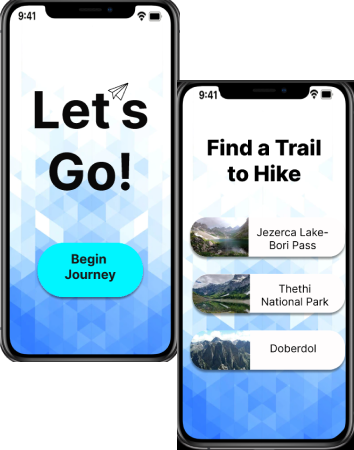 9:41
Let's
Go!
Begin
Journey
9:41
Find a Trail
to Hike
Jezerca Lake-
Bori Pass
Thethi
National Park
Doberdol